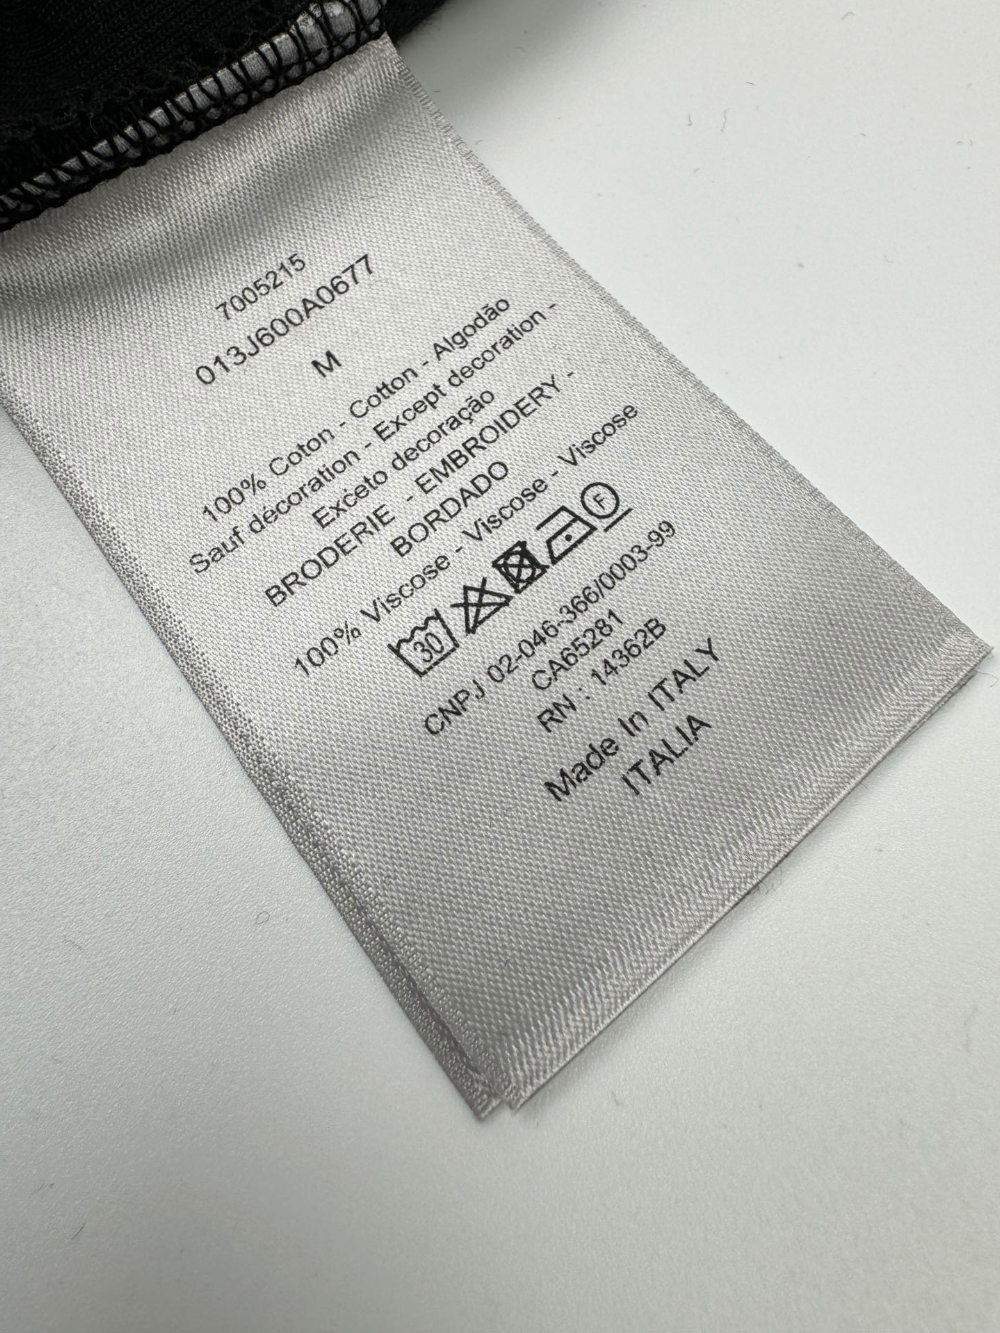 7005215
013J600A0677
M
100% Coton - Cotton - Algodão
Sauf décoration - Except decoration -
Exceto decoração
BRODERIE - EMBROIDERY -
BORDADO
100% Viscose - Viscose - Viscose
30 F
CNPJ 02-046-366/0003-99
CA65281
RN : 14362B
Made In ITALY
ITALIA